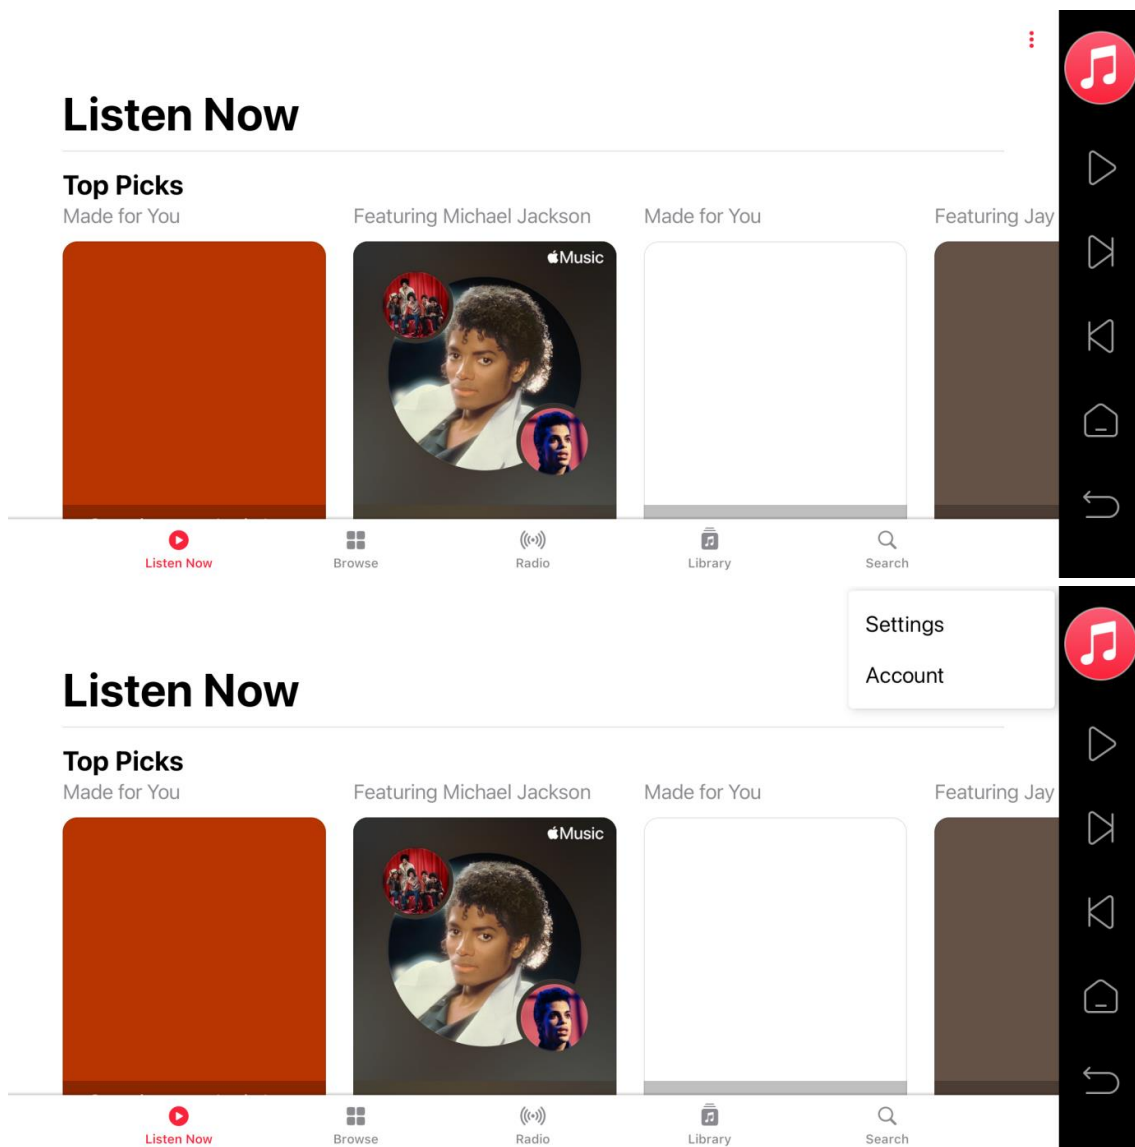 Listen Now
Top Picks
Made for You
Featuring Michael Jackson
Made for You
Featuring Jay
Music
Listen Now
Browse
Radio
Library
Search
Settings
Account
Listen Now
Top Picks
Made for You
Featuring Michael Jackson
Made for You
Featuring Jay
Music
Listen Now
Browse
Radio
Library
Search